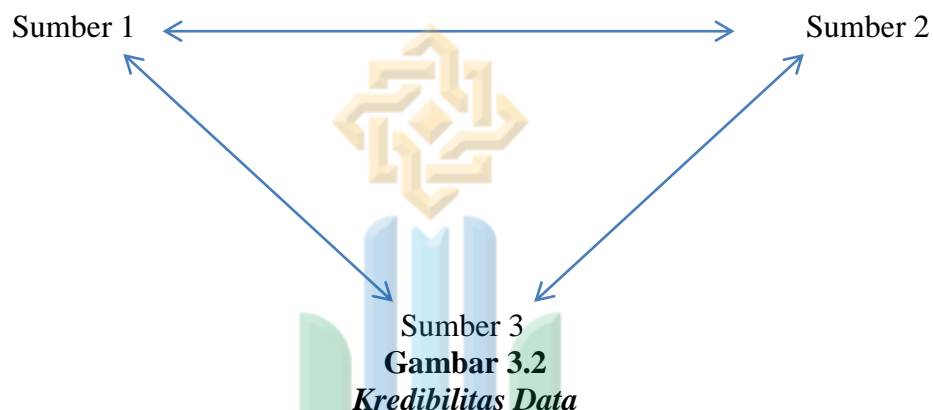 Sumber 1
Sumber 2
Sumber 3
Gambar 3.2
Kredibilitas Data